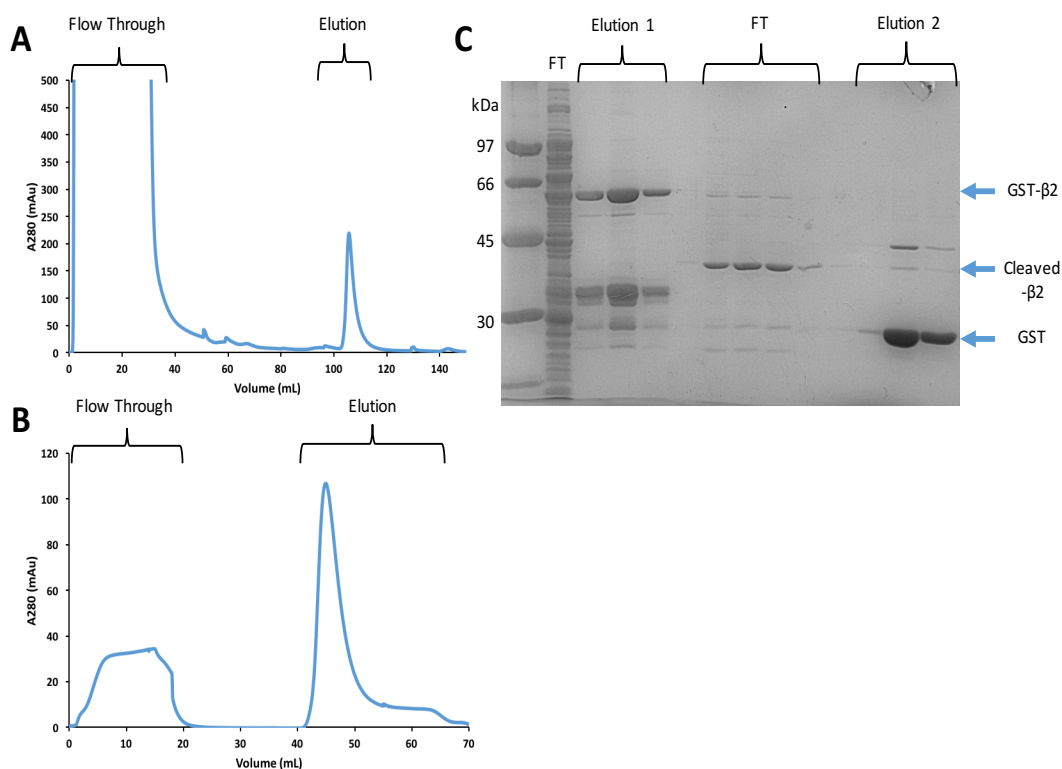 A
Flow Through
Elution
500
450
400
350
300
250
200
150
100
50
0
A280 (mAu)
0 20 40 60 80 100 120 140
Volume (mL)
B
Flow Through
Elution
120
100
80
60
40
20
0
A280 (mAu)
0 10 20 30 40 50 60 70
Volume (mL)
C
Elution 1
FT
Elution 2
FT
kDa
97
66
45
30
GST-β2
Cleaved
-β2
GST